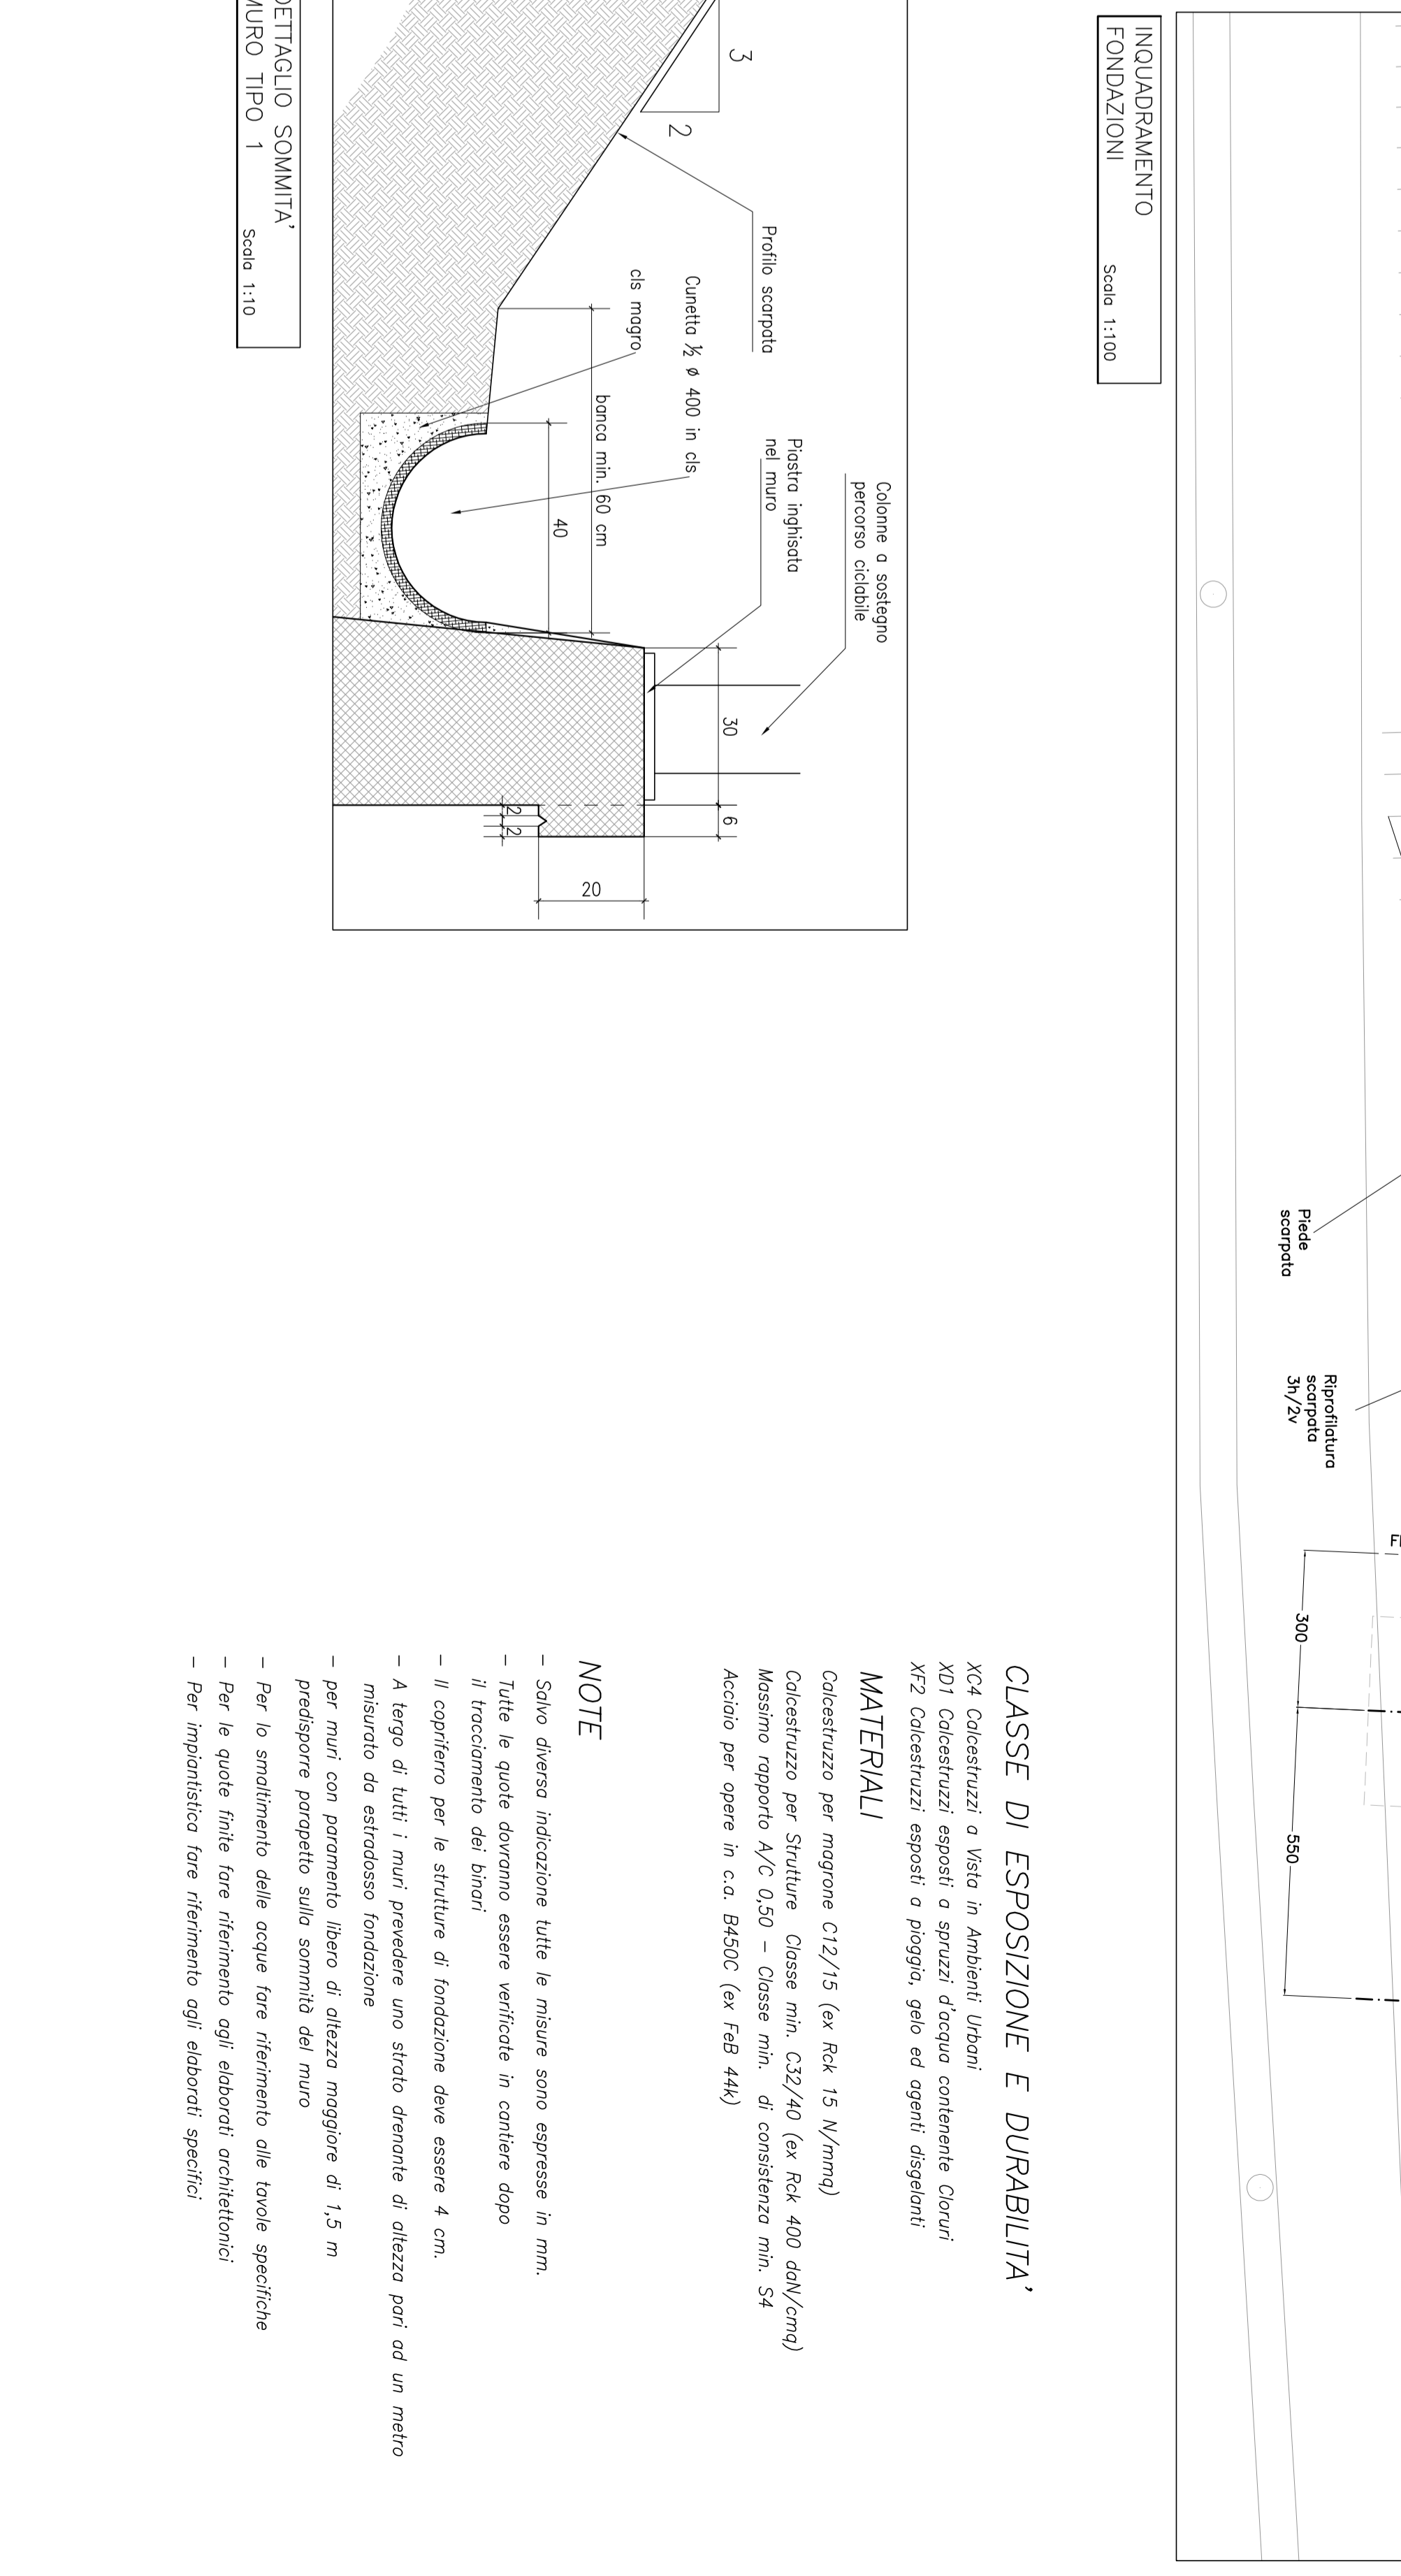 INQUADRAMENTO
FONDAZIONI
Scala 1:100
Piede
scarpata
Riprofilatura
scarpata
3h/2v
300
550
3
2
Profilo scarpata
Cunetta ½ ø 400 in cls
cls magro
Colonne a sostegno
percorso ciclabile
Piastra inghisata
nel muro
banca min. 60 cm
40
30
6
2
2
20
DETTAGLIO SOMMITA'
MURO TIPO 1
Scala 1:10
CLASSE DI ESPOSIZIONE E DURABILITA'
XC4 Calcestruzzi a Vista in Ambienti Urbani
XD1 Calcestruzzi esposti a spruzzi d'acqua contenente Cloruri
XF2 Calcestruzzi esposti a pioggia, gelo ed agenti disgelanti
MATERIALI
Calcestruzzo per magrone C12/15 (ex Rck 15 N/mmq)
Calcestruzzo per Strutture Classe min. C32/40 (ex Rck 400 daN/cmq)
Massimo rapporto A/C 0,50 – Classe min. di consistenza min. S4
Acciaio per opere in c.a. B450C (ex FeB 44k)
NOTE
– Salvo diversa indicazione tutte le misure sono espresse in mm.
– Tutte le quote dovranno essere verificate in cantiere dopo
il tracciamento dei binari
– Il copriferro per le strutture di fondazione deve essere 4 cm.
– A tergo di tutti i muri prevedere uno strato drenante di altezza pari ad un metro
misurato da estradosso fondazione
– per muri con paramento libero di altezza maggiore di 1,5 m
predisporre parapetto sulla sommità del muro
– Per lo smaltimento delle acque fare riferimento alle tavole specifiche
– Per le quote finite fare riferimento agli elaborati architettonici
– Per impiantistica fare riferimento agli elaborati specifici